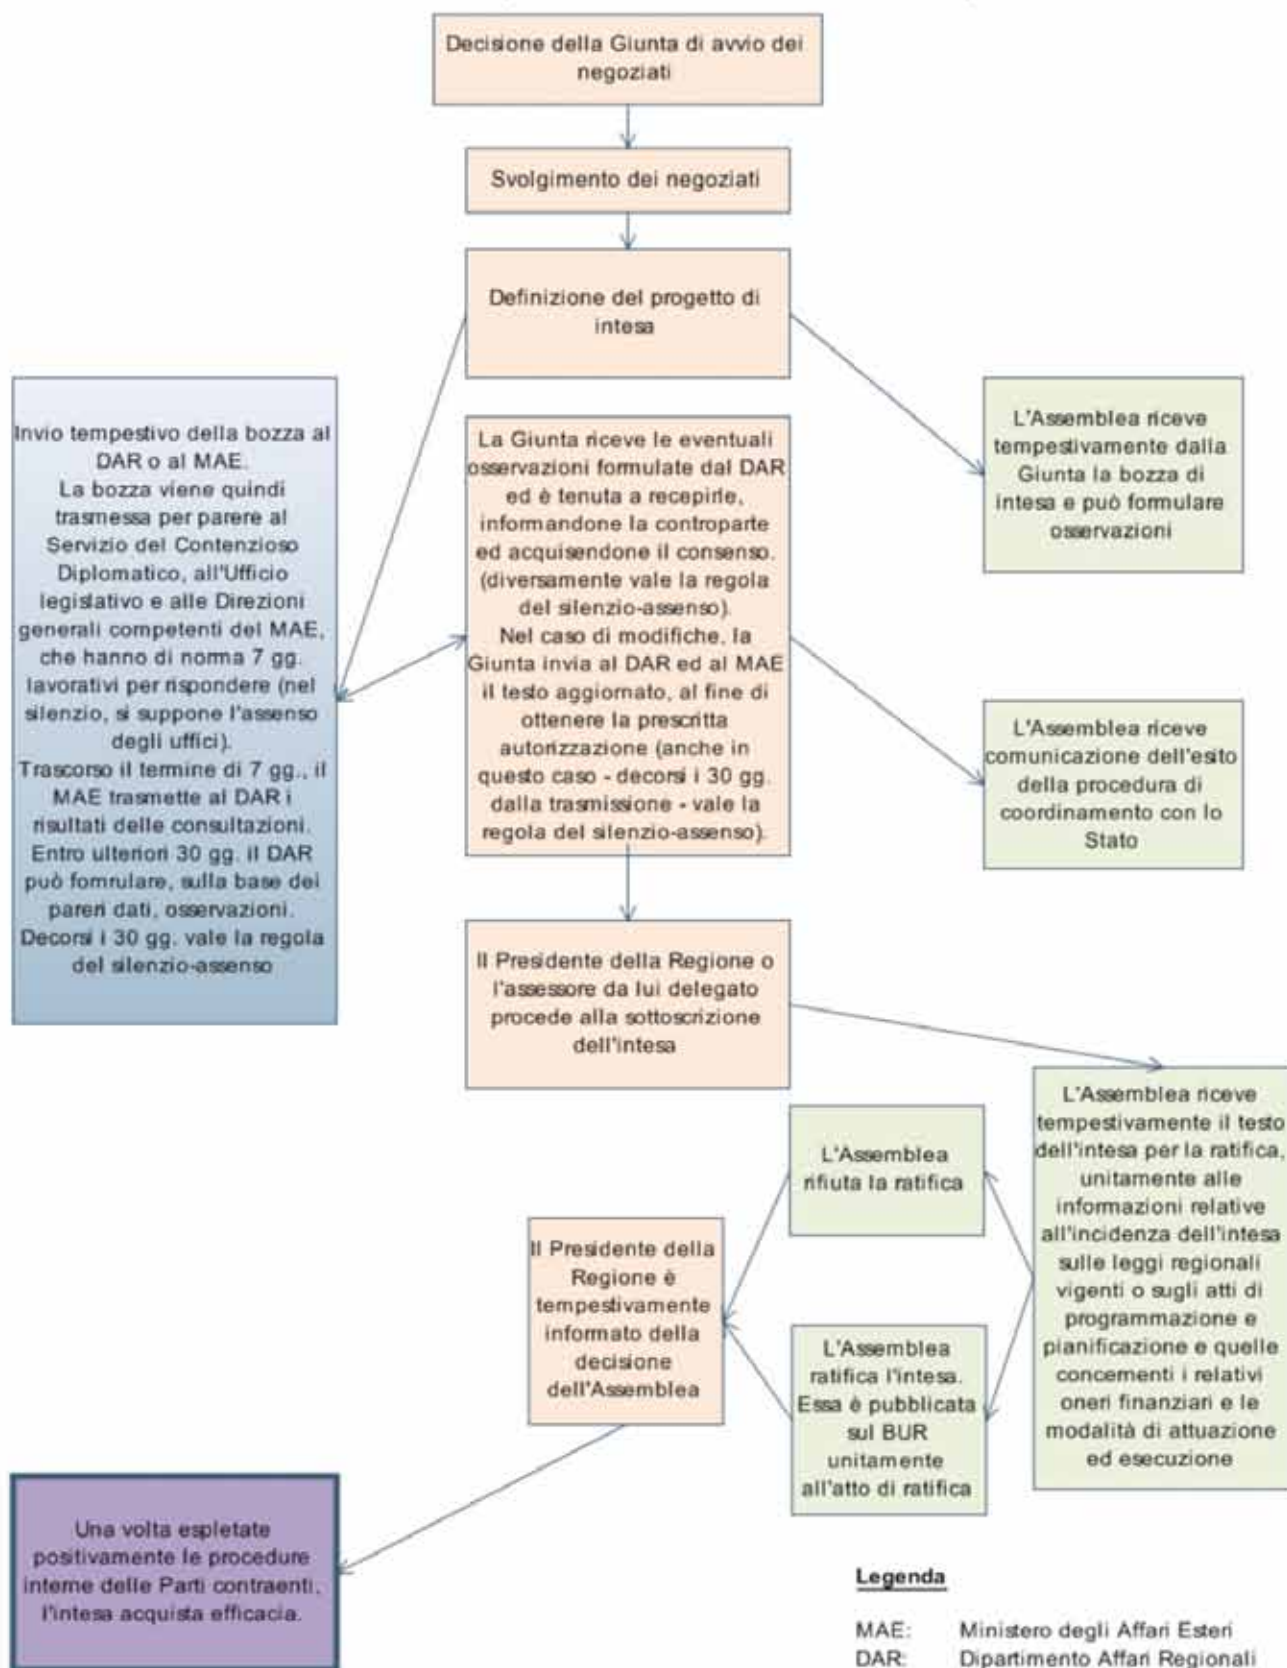 Decisione della Giunta di avvio dei
negoziati
Svolgimento dei negoziati
Definizione del progetto di
intesa
Invio tempestivo della bozza al
DAR o al MAE.
La bozza viene quindi
trasmessa per parere al
Servizio del Contenzioso
Diplomatico, all'Ufficio
legislativo e alle Direzioni
generali competenti del MAE,
che hanno di norma 7 gg.
lavorativi per rispondere (nel
silenzio, si suppone l'assenso
degli uffici).
Trascorso il termine di 7 gg., il
MAE trasmette al DAR i
risultati delle consultazioni.
Entro ulteriori 30 gg. il DAR
può fomrulare, sulla base dei
pareri dati, osservazioni.
Decorsi i 30 gg. vale la regola
del silenzio-assenso
La Giunta riceve le eventuali
osservazioni formulate dal DAR
ed è tenuta a recepirle,
informandone la controparte
ed acquisendone il consenso.
(diversamente vale la regola
del silenzio-assenso).
Nel caso di modifiche, la
Giunta invia al DAR ed al MAE
il testo aggiornato, al fine di
ottenere la prescritta
autorizzazione (anche in
questo caso - decorsi i 30 gg.
dalla trasmissione - vale la
regola del silenzio-assenso).
L'Assemblea riceve
tempestivamente dalla
Giunta la bozza di
intesa e può formulare
osservazioni
L'Assemblea riceve
comunicazione dell'esito
della procedura di
coordinamento con lo
Stato
Il Presidente della Regione o
l'assessore da lui delegato
procede alla sottoscrizione
dell'intesa
L'Assemblea riceve
tempestivamente il testo
dell'intesa per la ratifica,
unitamente alle
informazioni relative
all'incidenza dell'intesa
sulle leggi regionali
vigenti o sugli atti di
programmazione e
pianificazione e quelle
concernenti i relativi
oneri finanziari e le
modalità di attuazione
ed esecuzione
L'Assemblea
rifiuta la ratifica
L'Assemblea
ratifica l'intesa.
Essa è pubblicata
sul BUR
unitamente
all'atto di ratifica
Il Presidente della
Regione è
tempestivamente
informato della
decisione
dell'Assemblea
Una volta espletate
positivamente le procedure
interne delle Parti contraenti,
l'intesa acquista efficacia.
Legenda
MAE: Ministero degli Affari Esteri
DAR: Dipartimento Affari Regionali